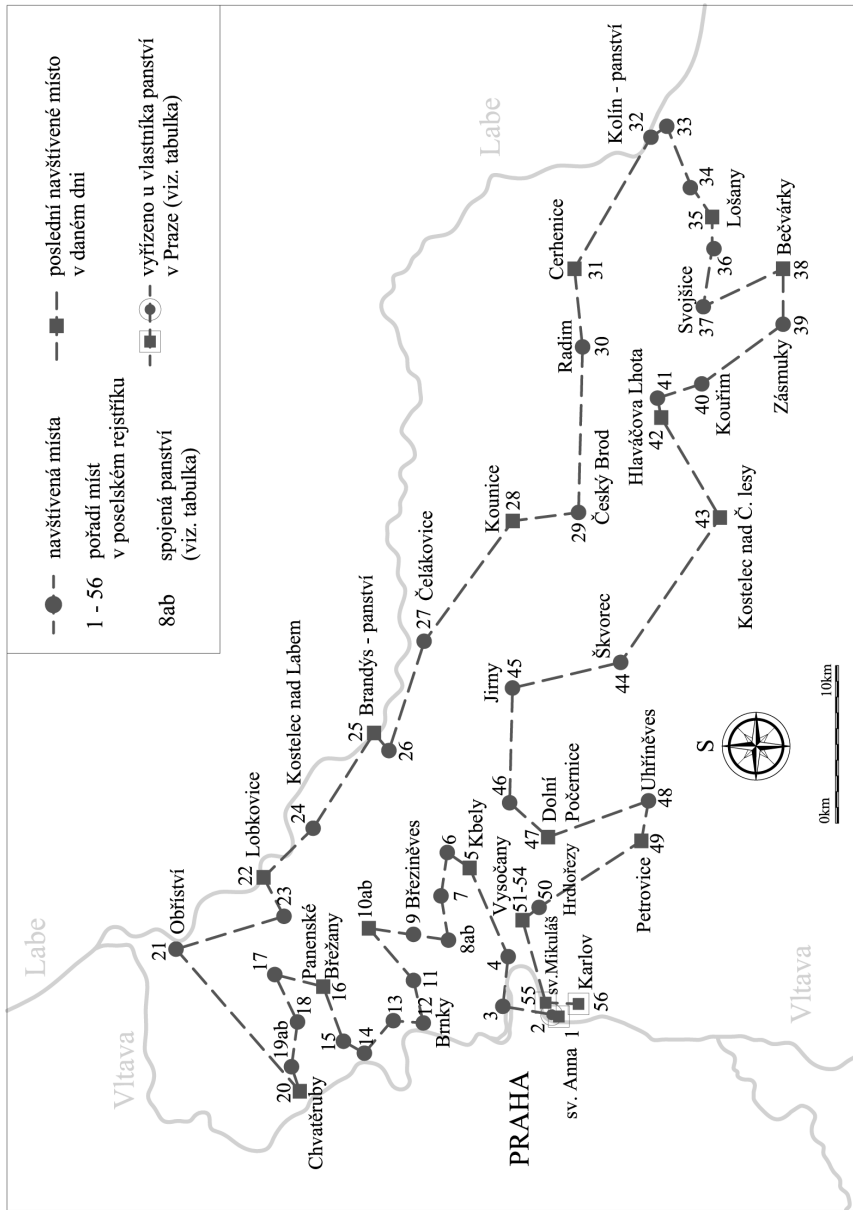 navštívená místa
1 - 56 pořadí míst
v poselském rejstříku
8ab spojená panství
(viz. tabulka)
poslední navštívené místo
v daném dni
vyřízeno u vlastníka panství
v Praze (viz. tabulka)
Labe
Vltava
Labe
Vltava
PRAHA
S
0km
10km
1
sv. Anna
2
3
4
5
Kbely
6
7
8ab
9 Březiněves
10ab
11
12
Brnky
13
14
15
16
Panenské
Břežany
17
18
19ab
20
Chvatěruby
21
Obříství
22 Lobkovice
23
24
Kostelec nad Labem
25
Brandýs - panství
26
27
Čelákovice
28
Kounice
29
Český Brod
30
Radim
31
Cerhenice
32
Kolín - panství
33
34
35
Lošany
36
37
Svojšice
38
Bečvárky
39
Zásmuky
40
Kouřim
41
42
Hlaváčova Lhota
43
Kostelec nad Č. lesy
44
Škvorec
45
Jirny
46
47
Dolní
Počernice
48
Uhříněves
49
Petrovice
50
Hrdlořezy
51-54
Vysočany
55
sv.Mikuláš
56
Karlov